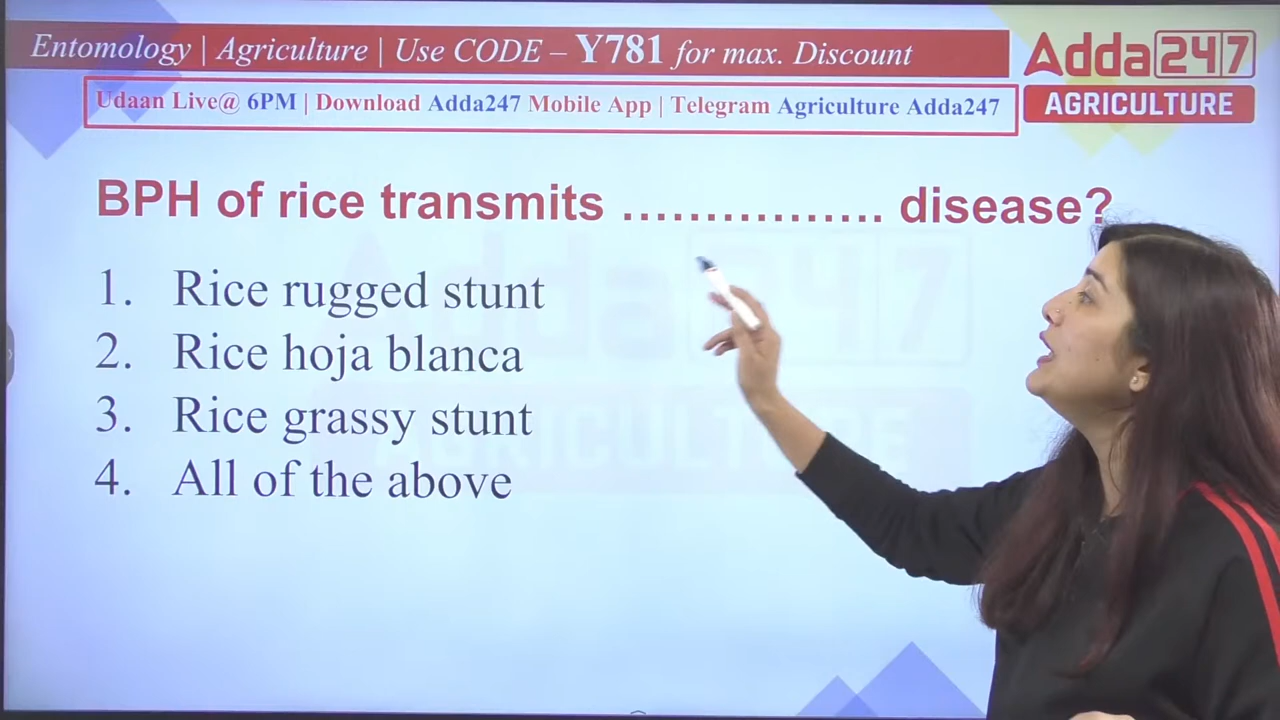 Entomology | Agriculture | Use CODE – Y781 for max. Discount
Adda247
AGRICULTURE
Udaan Live@ 6PM | Download Adda247 Mobile App | Telegram Agriculture Adda247
BPH of rice transmits ................ disease?
1. Rice rugged stunt
2. Rice hoja blanca
3. Rice grassy stunt
4. All of the above
Adda247
AGRICULTURE